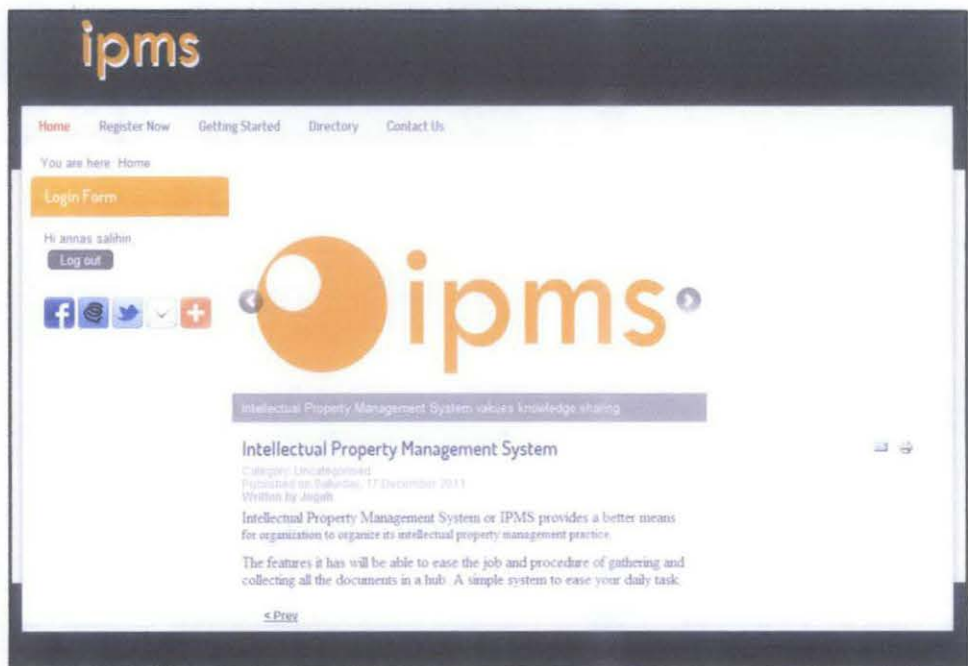 ipms
Home Register Now Getting Started Directory Contact Us
You are here: Home
Login Form
Hi annas salihin
Log out
ipms
Intellectual Property Management System values knowledge sharing
Intellectual Property Management System
Category: Uncategorised
Published on Saturday, 17 December 2011
Written by
Intellectual Property Management System or IPMS provides a better means
for organization to organize its intellectual property management practice.
The features it has will be able to ease the job and procedure of gathering and
collecting all the documents in a hub. A simple system to ease your daily task.
< Prev